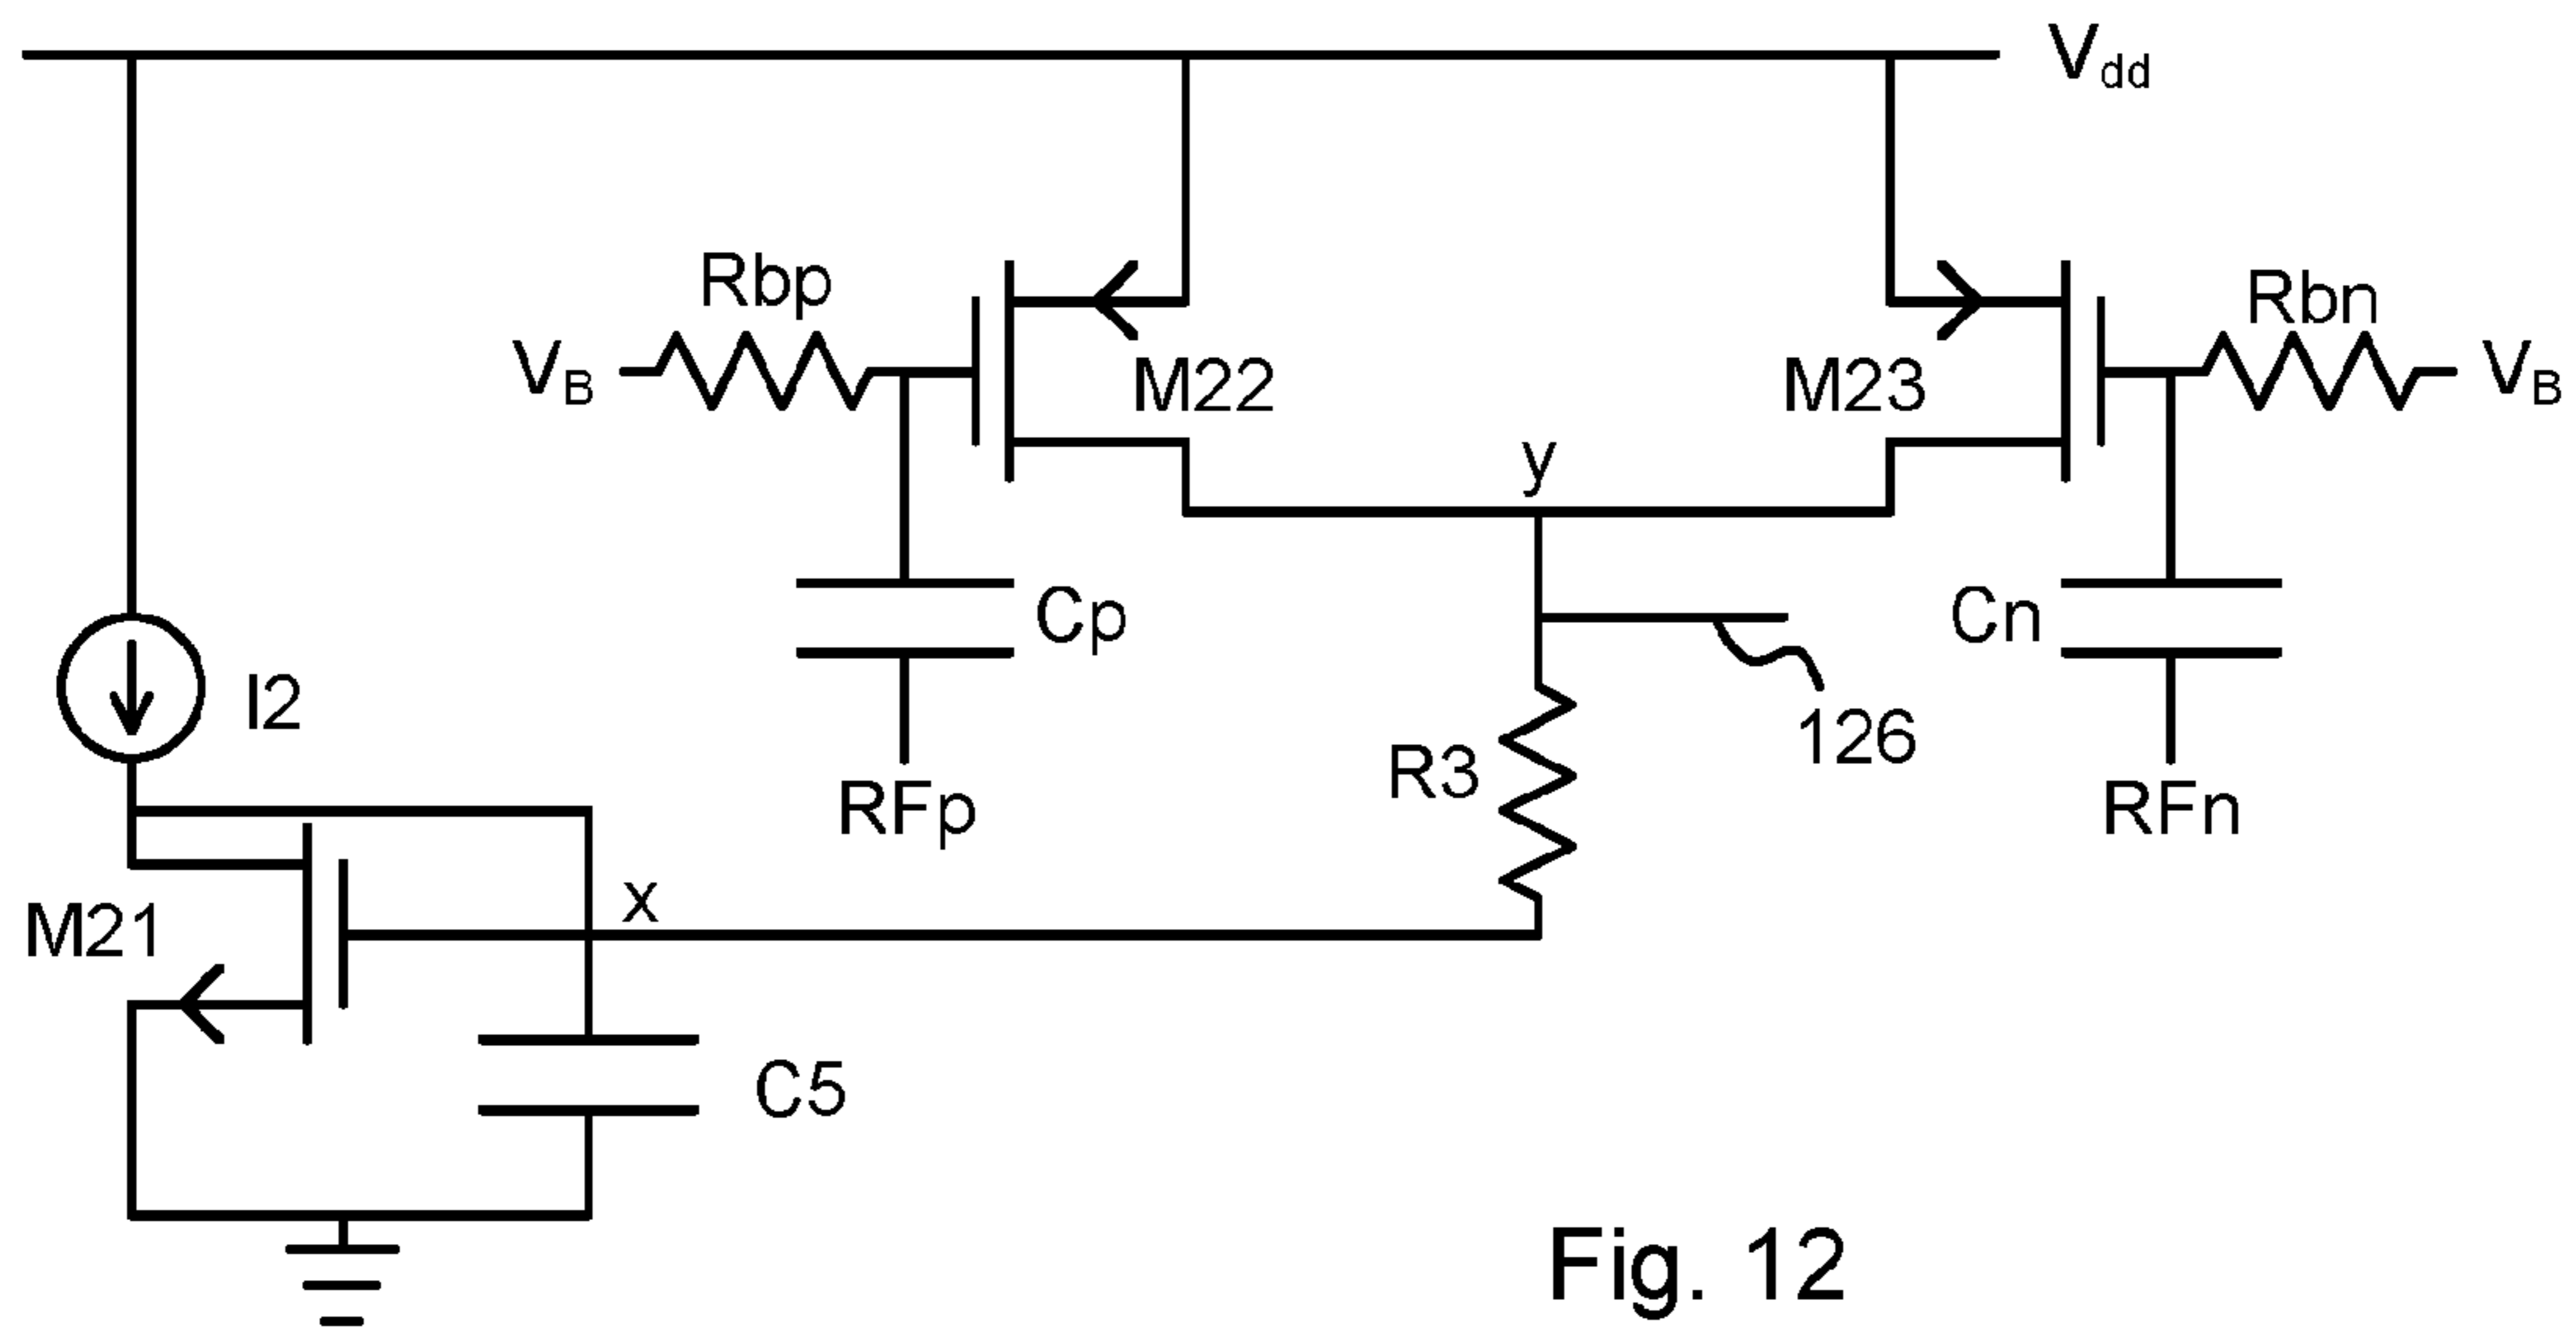 Vdd
Rbp
Rbn
VB
M22
M23
VB
y
Cp
Cn
I2
126
R3
RFp
RFn
M21
x
C5
Fig. 12